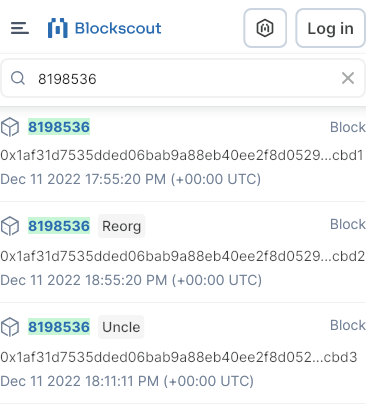 Blockscout
Log in
8198536
8198536 Block
0x1af31d7535dded06bab9a88eb40ee2f8d0529...cbd1
Dec 11 2022 17:55:20 PM (+00:00 UTC)
8198536 Reorg Block
0x1af31d7535dded06bab9a88eb40ee2f8d0529...cbd2
Dec 11 2022 18:55:20 PM (+00:00 UTC)
8198536 Uncle Block
0x1af31d7535dded06bab9a88eb40ee2f8d052...cbd3
Dec 11 2022 18:11:11 PM (+00:00 UTC)